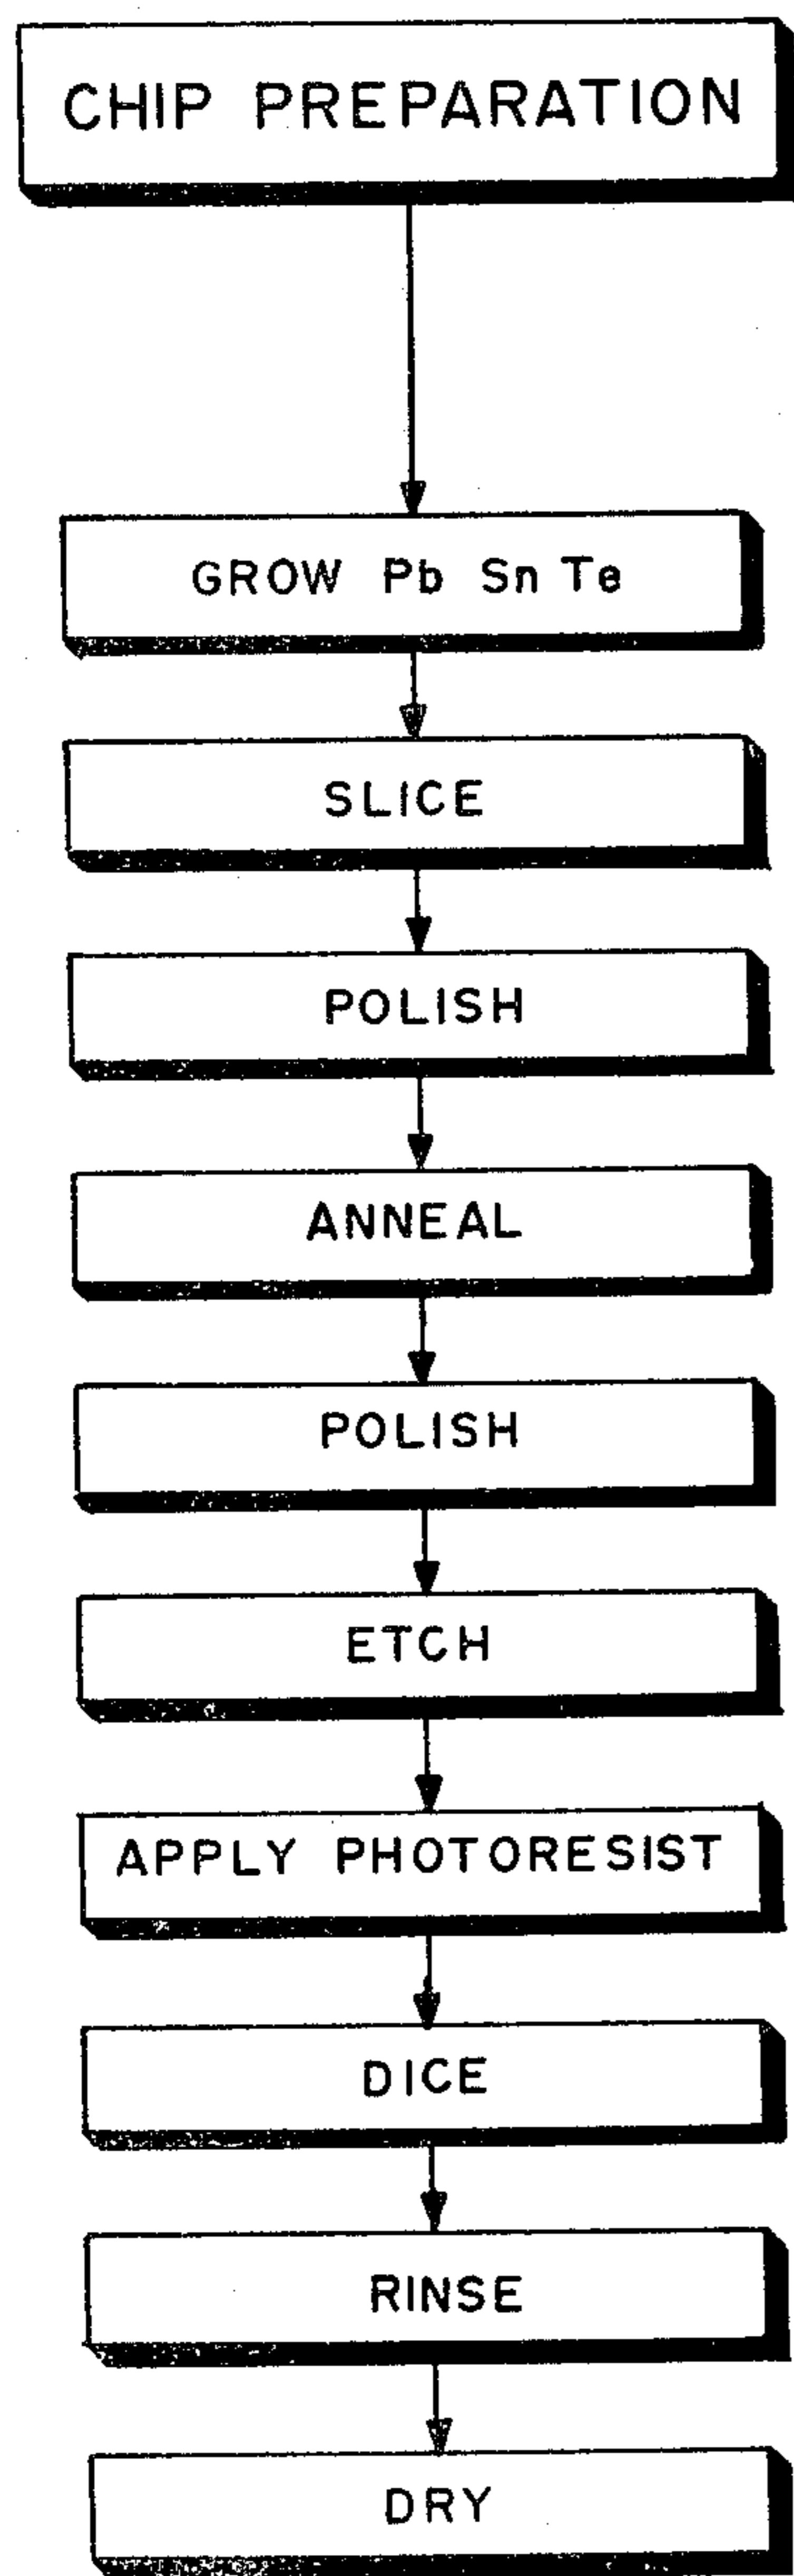 CHIP PREPARATION
GROW Pb Sn Te
SLICE
POLISH
ANNEAL
POLISH
ETCH
APPLY PHOTORESIST
DICE
RINSE
DRY